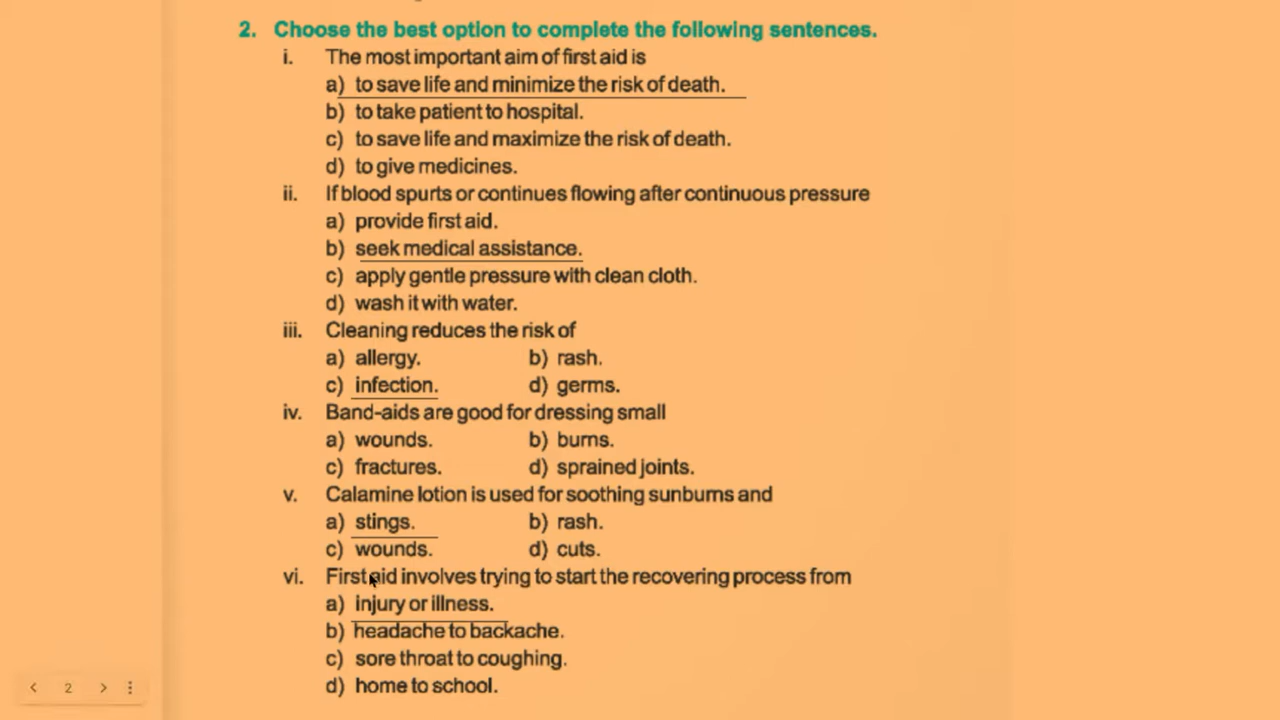 2. Choose the best option to complete the following sentences.
i. The most important aim of first aid is
a) to save life and minimize the risk of death.
b) to take patient to hospital.
c) to save life and maximize the risk of death.
d) to give medicines.
ii. If blood spurts or continues flowing after continuous pressure
a) provide first aid.
b) seek medical assistance.
c) apply gentle pressure with clean cloth.
d) wash it with water.
iii. Cleaning reduces the risk of
a) allergy. b) rash.
c) infection. d) germs.
iv. Band-aids are good for dressing small
a) wounds. b) burns.
c) fractures. d) sprained joints.
v. Calamine lotion is used for soothing sunburns and
a) stings. b) rash.
c) wounds. d) cuts.
vi. First aid involves trying to start the recovering process from
a) injury or illness.
b) headache to backache.
c) sore throat to coughing.
d) home to school.
2